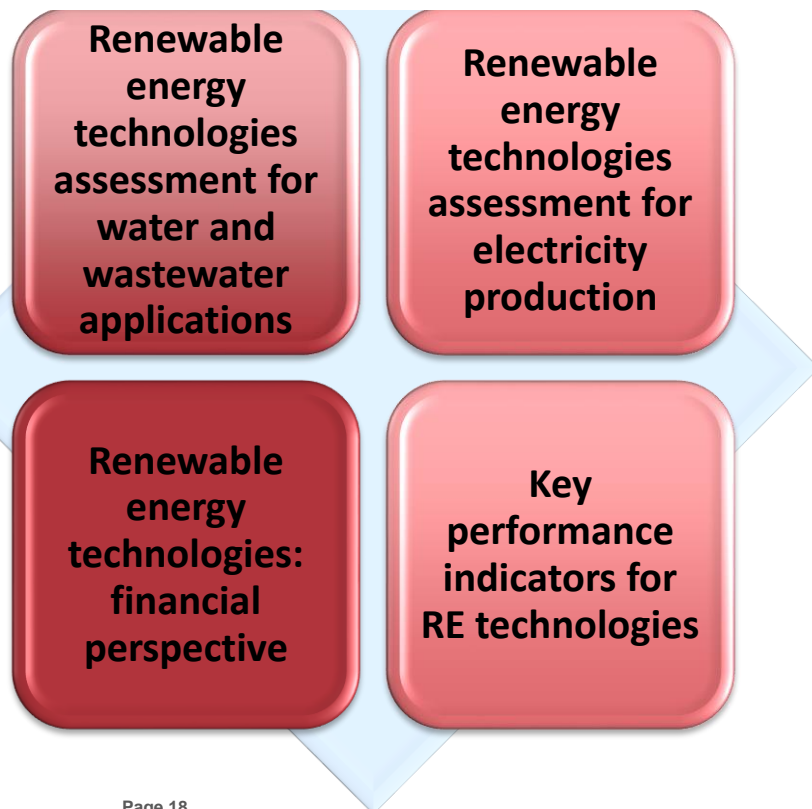 Renewable
energy
technologies
assessment for
water and
wastewater
applications
Renewable
energy
technologies
assessment for
electricity
production
Renewable
energy
technologies:
financial
perspective
Key
performance
indicators for
RE technologies
Page 18